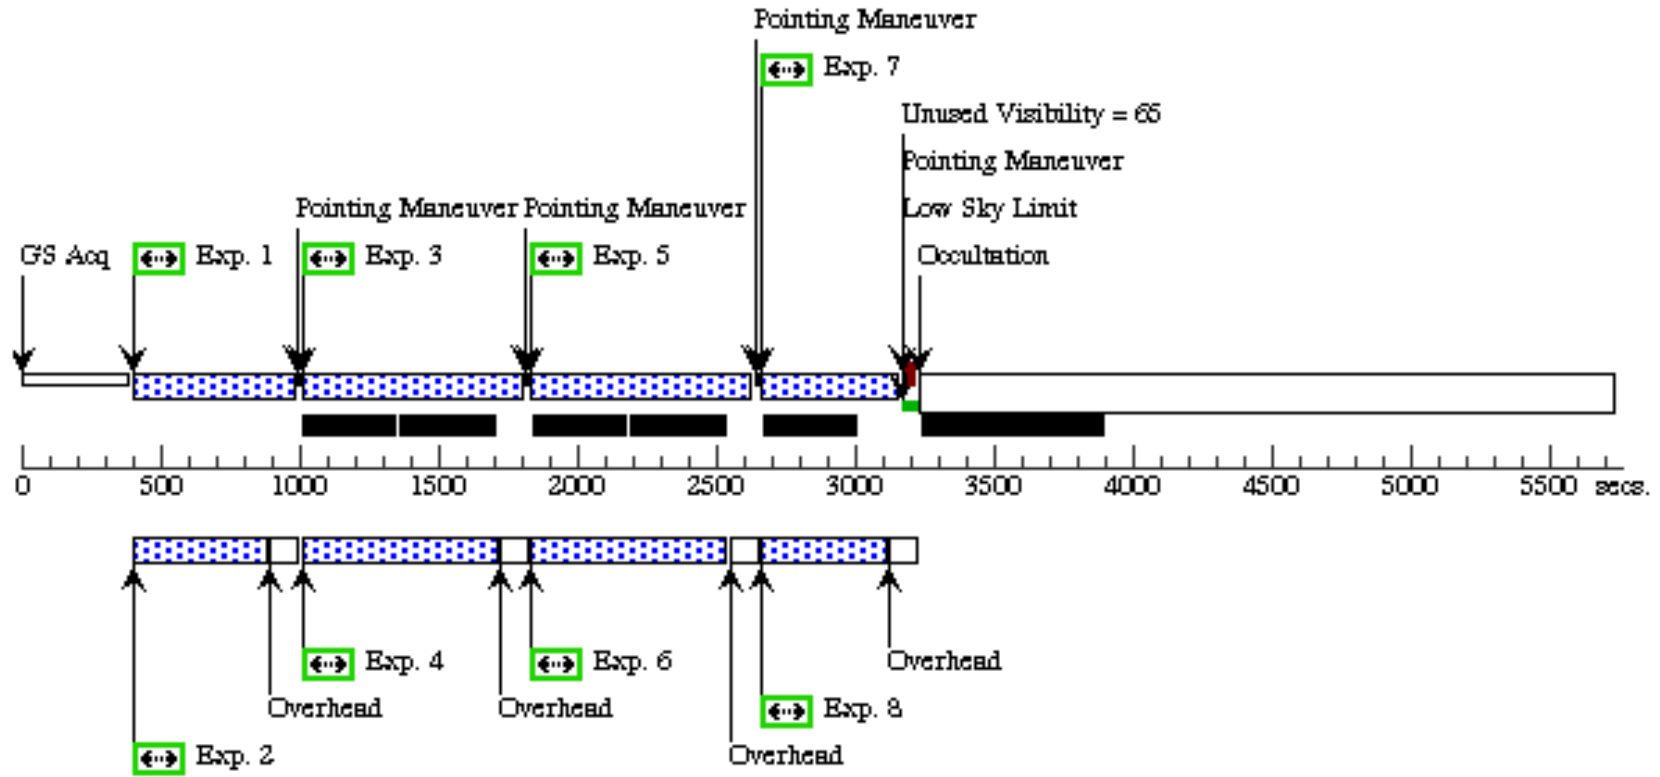 Pointing Maneuver
Exp. 7
Unused Visibility = 65
Pointing Maneuver
Pointing Maneuver Pointing Maneuver Low Sky Limit
GS Acq Exp. 1 Exp. 3 Exp. 5 Occultation
0 500 1000 1500 2000 2500 3000 3500 4000 4500 5000 5500 secs.
Exp. 4 Exp. 6 Overhead
Overhead Overhead Exp. 8
Exp. 2 Overhead